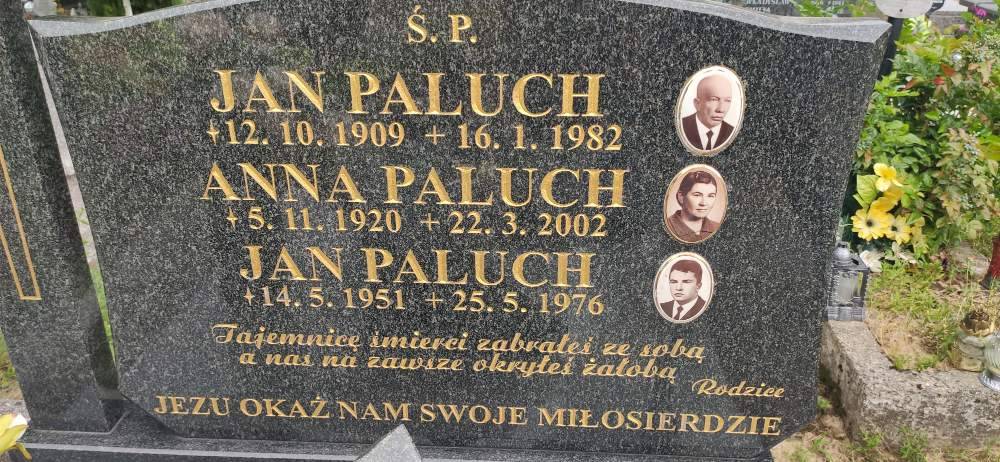 Ś. P.
JAN PALUCH
12. 10. 1909 + 16. 1. 1982
ANNA PALUCH
5. 11. 1920 + 22. 3. 2002
JAN PALUCH
14. 5. 1951 + 25. 5. 1976
Tajemnicę śmierci zabrałeś ze sobą
a nas na zawsze okryłeś żałobą
Rodzice
JEZU OKAŻ NAM SWOJE MIŁOSIERDZIE